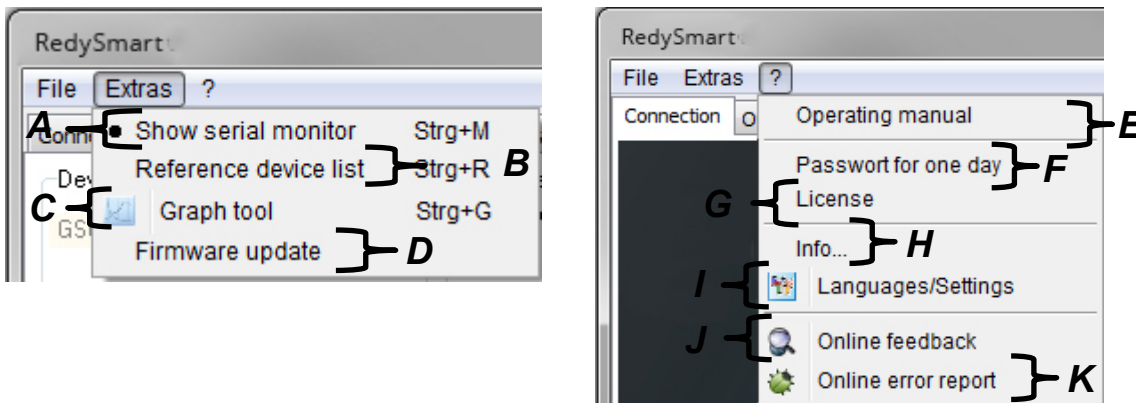 RedySmart
File Extras ?
A
Show serial monitor Strg+M
Reference device list Strg+R
B
C
Graph tool Strg+G
Firmware update
D
RedySmart
File Extras ?
Connection
Operating manual
E
Passwort for one day
F
G
License
Info...
H
I
Languages/Settings
J
Online feedback
Online error report
K